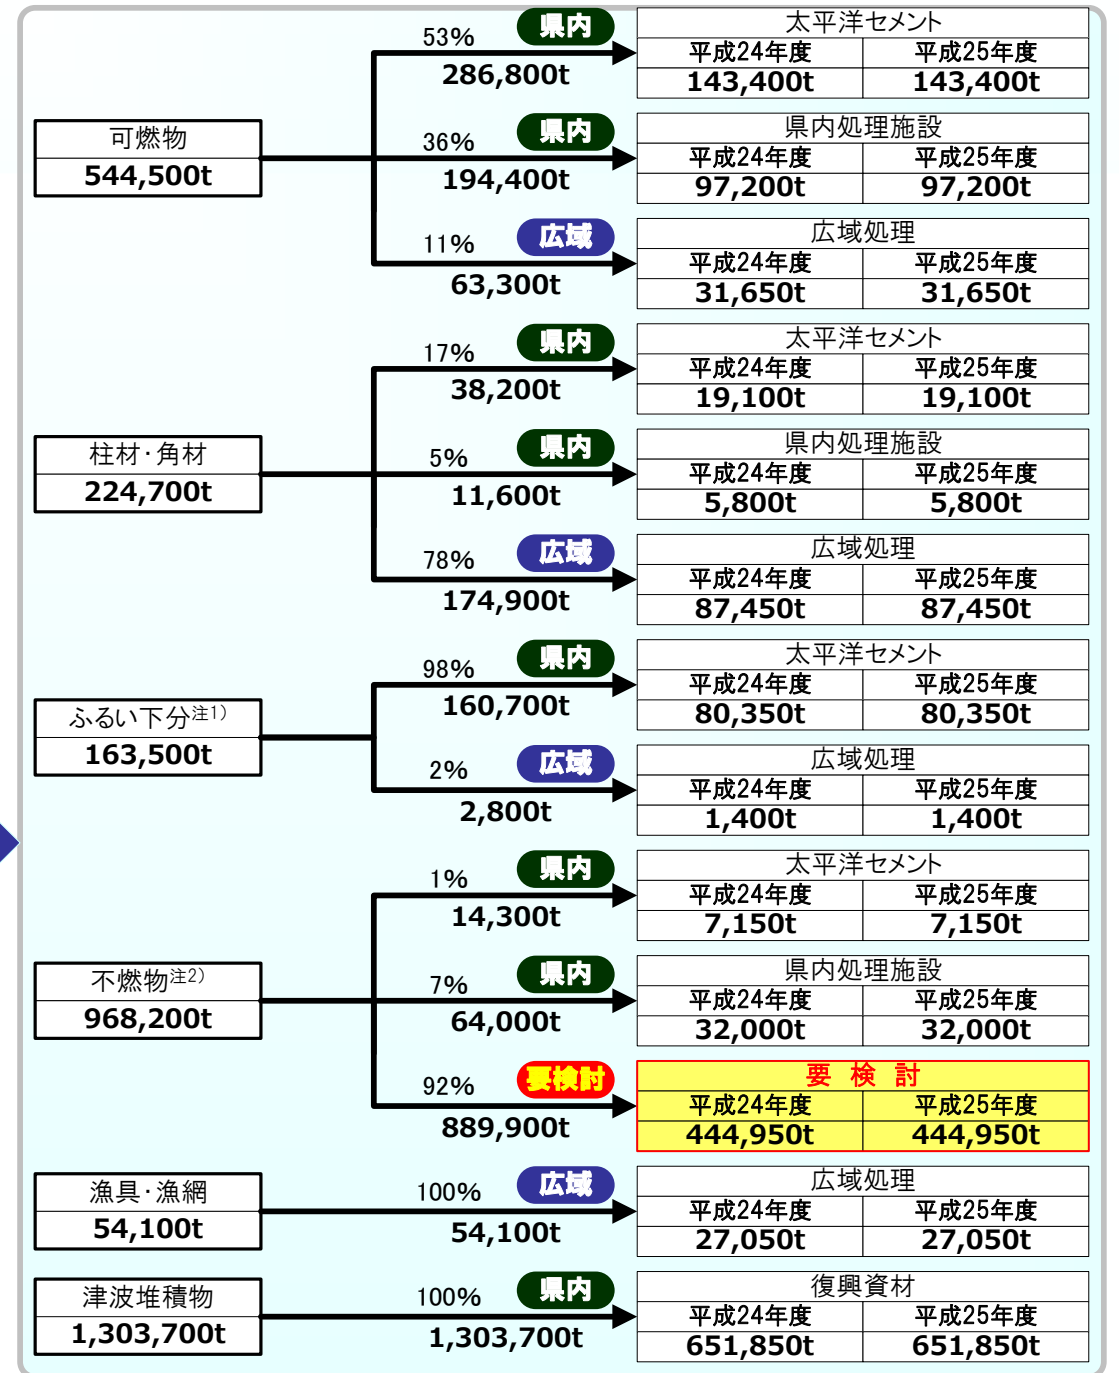 53%
県内
286,800t
太平洋セメント
平成24年度 平成25年度
143,400t 143,400t
可燃物
544,500t
36%
県内
194,400t
県内処理施設
平成24年度 平成25年度
97,200t 97,200t
11%
広域
63,300t
広域処理
平成24年度 平成25年度
31,650t 31,650t
17%
県内
38,200t
太平洋セメント
平成24年度 平成25年度
19,100t 19,100t
柱材・角材
224,700t
5%
県内
11,600t
県内処理施設
平成24年度 平成25年度
5,800t 5,800t
78%
広域
174,900t
広域処理
平成24年度 平成25年度
87,450t 87,450t
ふるい下分注1)
163,500t
98%
県内
160,700t
太平洋セメント
平成24年度 平成25年度
80,350t 80,350t
2%
広域
2,800t
広域処理
平成24年度 平成25年度
1,400t 1,400t
1%
県内
14,300t
太平洋セメント
平成24年度 平成25年度
7,150t 7,150t
不燃物注2)
968,200t
7%
県内
64,000t
県内処理施設
平成24年度 平成25年度
32,000t 32,000t
92%
要検討
889,900t
要 検 討
平成24年度 平成25年度
444,950t 444,950t
漁具・漁網
54,100t
100%
広域
54,100t
広域処理
平成24年度 平成25年度
27,050t 27,050t
津波堆積物
1,303,700t
100%
県内
1,303,700t
復興資材
平成24年度 平成25年度
651,850t 651,850t